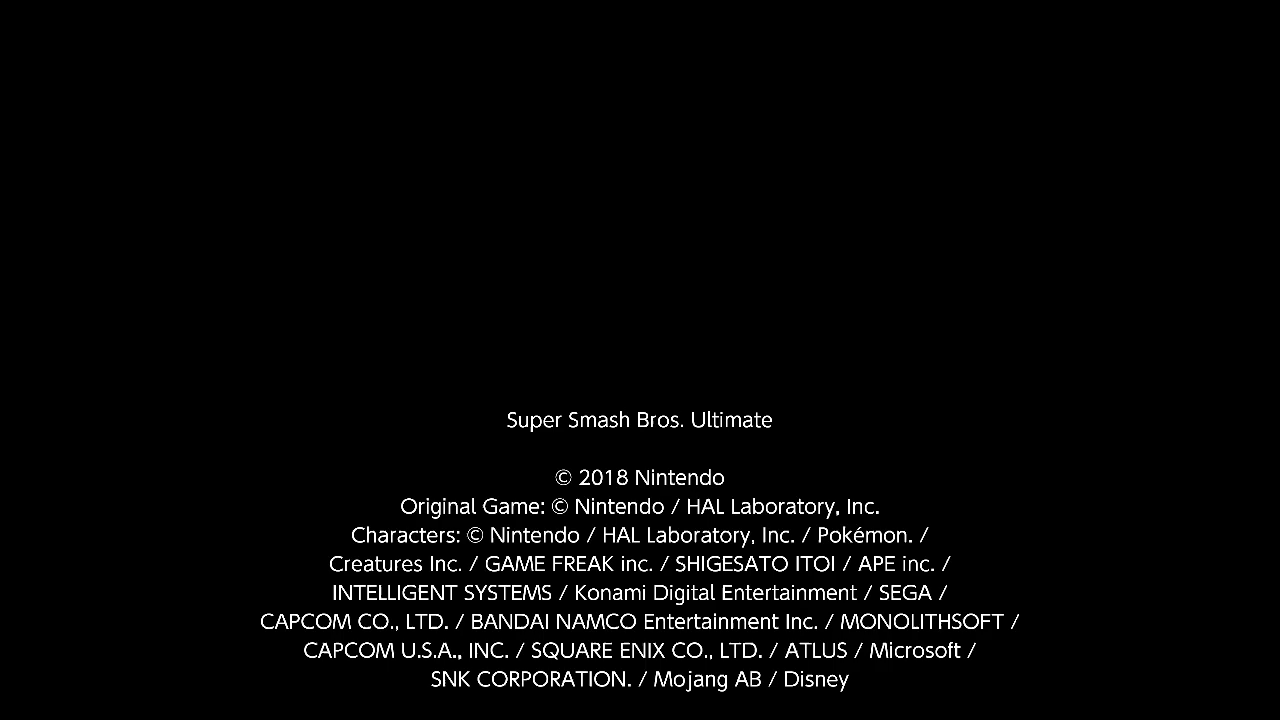 Super Smash Bros. Ultimate
© 2018 Nintendo
Original Game: © Nintendo / HAL Laboratory, Inc.
Characters: © Nintendo / HAL Laboratory, Inc. / Pokémon. /
Creatures Inc. / GAME FREAK inc. / SHIGESATO ITOI / APE inc. /
INTELLIGENT SYSTEMS / Konami Digital Entertainment / SEGA /
CAPCOM CO., LTD. / BANDAI NAMCO Entertainment Inc. / MONOLITHSOFT /
CAPCOM U.S.A., INC. / SQUARE ENIX CO., LTD. / ATLUS / Microsoft /
SNK CORPORATION. / Mojang AB / Disney